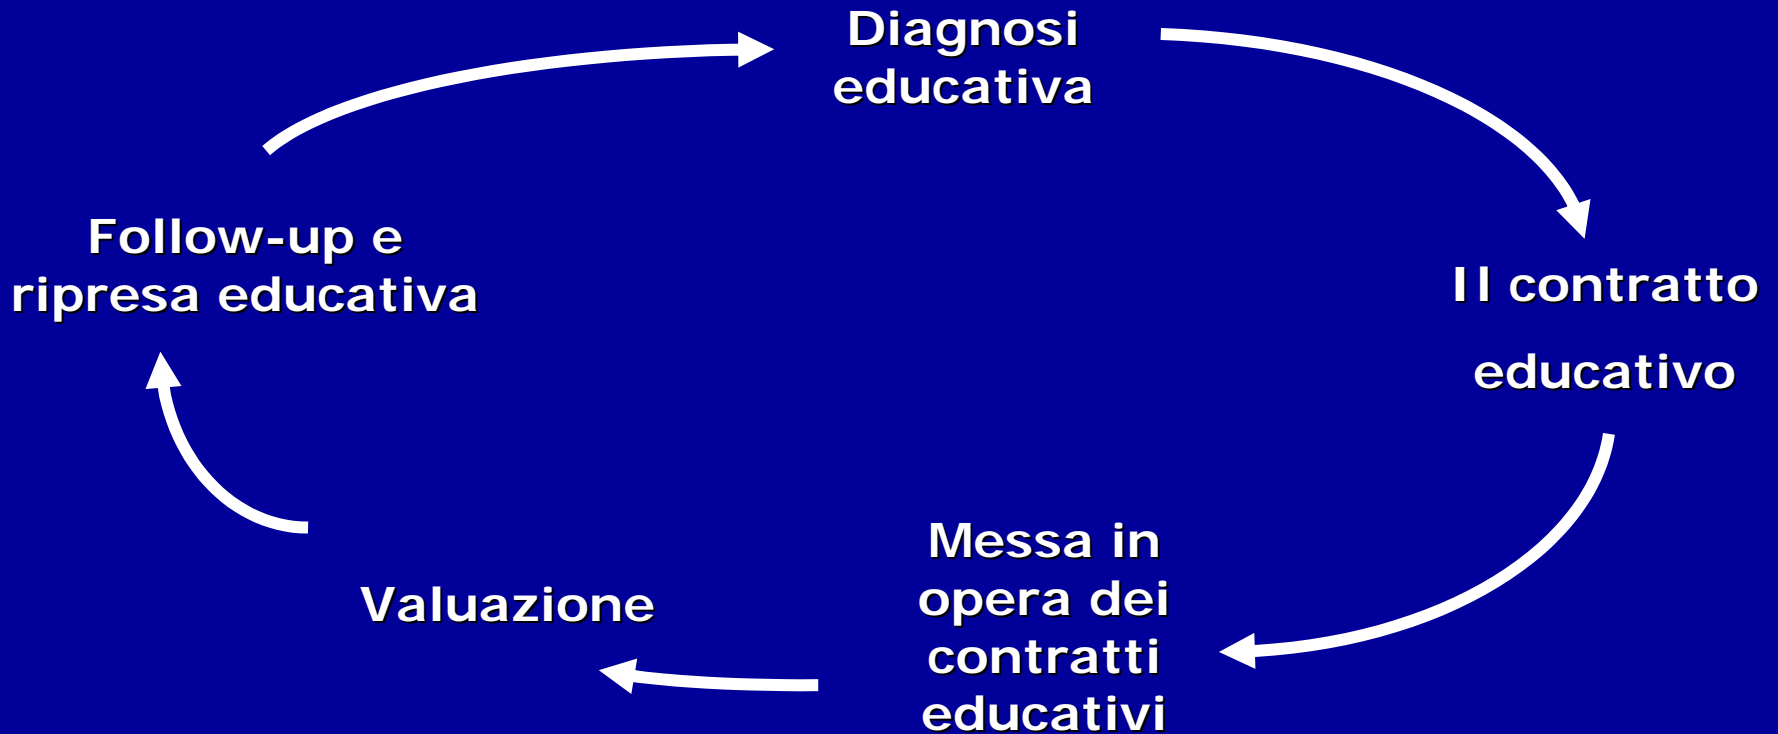 Diagnosi
educativa
Follow-up e
ripresa educativa
Il contratto
educativo
Messa in
opera dei
contratti
educativi
Valuazione